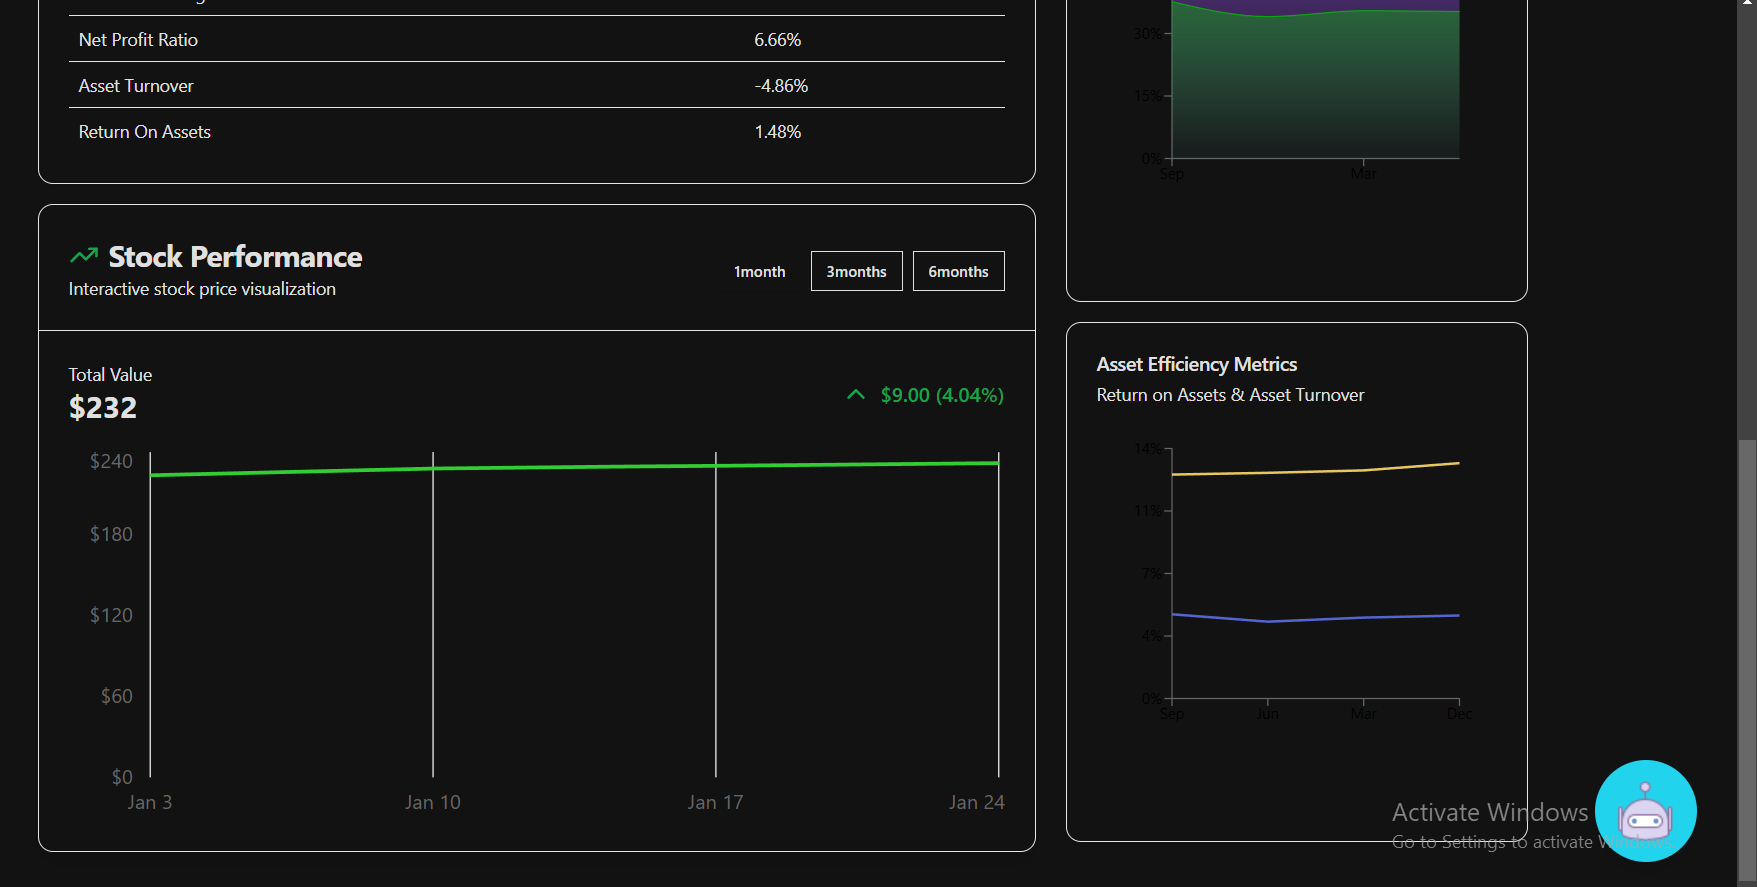 Net Profit Ratio 6.66%
Asset Turnover -4.86%
Return On Assets 1.48%
Stock Performance
Interactive stock price visualization
1month 3months 6months
Total Value
$232
$9.00 (4.04%)
$240
$180
$120
$60
$0
Jan 3 Jan 10 Jan 17 Jan 24
30%
15%
0%
Sep Mar
Asset Efficiency Metrics
Return on Assets & Asset Turnover
14%
11%
7%
4%
0%
Sep Jun Mar Dec
Activate Windows
Go to Settings to activate Windows.